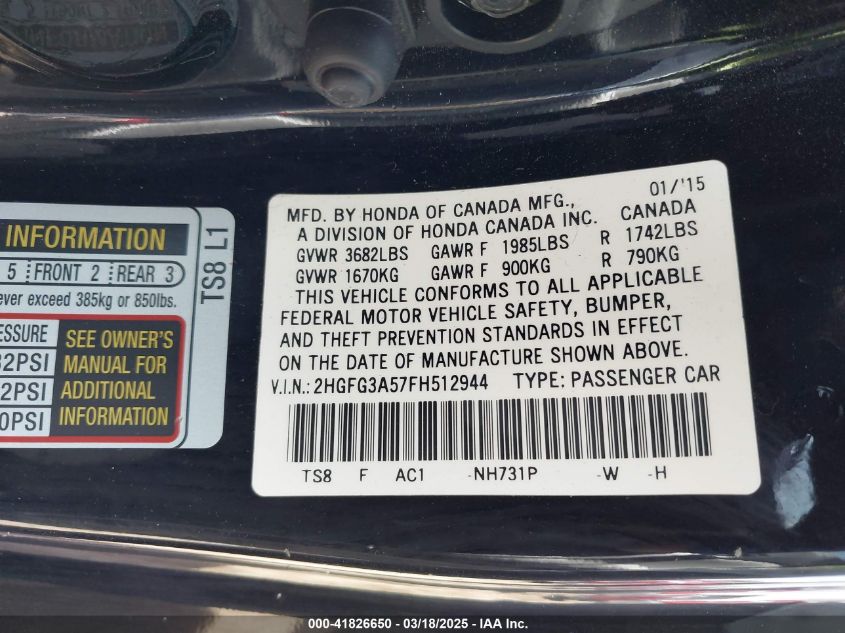 INFORMATION
5 FRONT 2 REAR 3
ever exceed 385kg or 850lbs.
SEE OWNER'S
MANUAL FOR
ADDITIONAL
INFORMATION
ESSURE
2PSI
2PSI
0PSI
TS8 L1
01/'15
MFD. BY HONDA OF CANADA MFG.,
A DIVISION OF HONDA CANADA INC. CANADA
GVWR 3682LBS GAWR F 1985LBS R 1742LBS
GVWR 1670KG GAWR F 900KG R 790KG
THIS VEHICLE CONFORMS TO ALL APPLICABLE
FEDERAL MOTOR VEHICLE SAFETY, BUMPER,
AND THEFT PREVENTION STANDARDS IN EFFECT
ON THE DATE OF MANUFACTURE SHOWN ABOVE.
V.I.N.: 2HGFG3A57FH512944 TYPE: PASSENGER CAR
TS8 F AC1 -NH731P -W -H
000-41826650 / 03/18/2025 - IAA Inc.